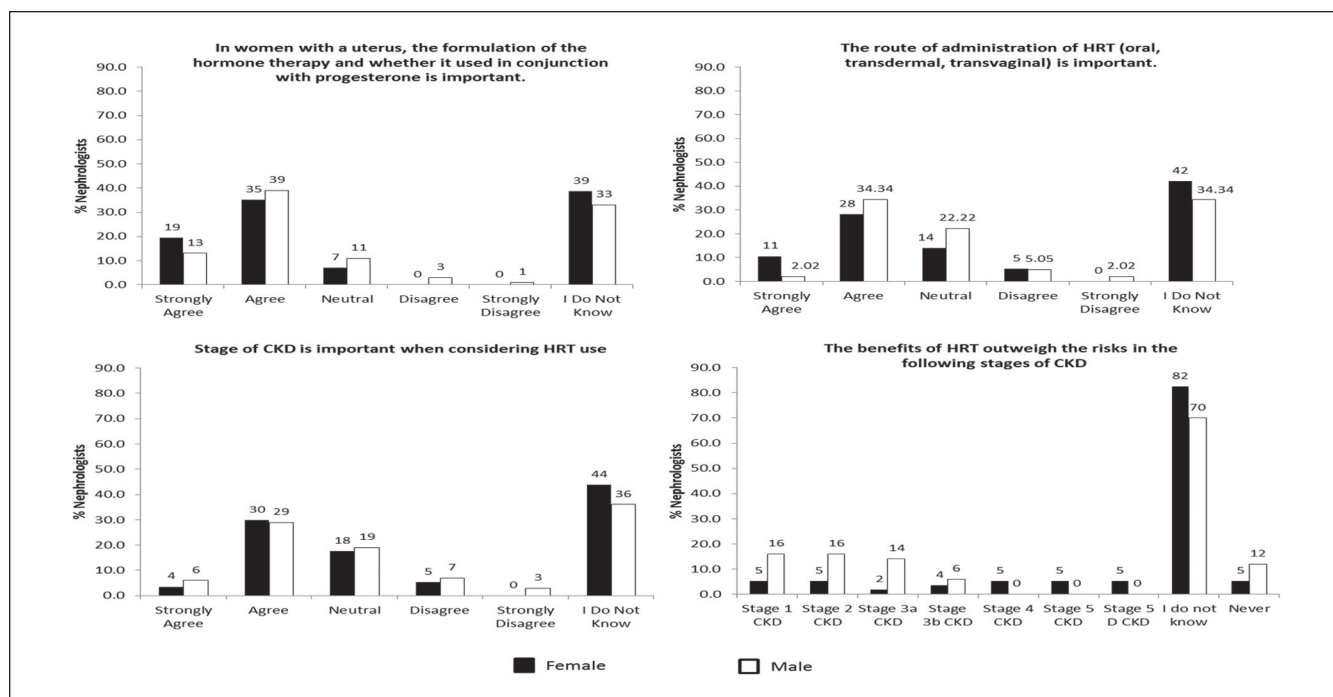 In women with a uterus, the formulation of the
hormone therapy and whether it used in conjunction
with progesterone is important.
90.0
80.0
70.0
60.0
50.0
40.0
30.0
20.0
10.0
0.0
% Nephrologists
19
13
35
39
7
11
0
3
0
1
39
33
Strongly Agree
Agree
Neutral
Disagree
Strongly Disagree
I Do Not Know
The route of administration of HRT (oral,
transdermal, transvaginal) is important.
90.0
80.0
70.0
60.0
50.0
40.0
30.0
20.0
10.0
0.0
% Nephrologists
11
2.02
28
34.34
14
22.22
5
5.05
0
2.02
42
34.34
Strongly Agree
Agree
Neutral
Disagree
Strongly Disagree
I Do Not Know
Stage of CKD is important when considering HRT use
90.0
80.0
70.0
60.0
50.0
40.0
30.0
20.0
10.0
0.0
% Nephrologists
4
6
30
29
18
19
5
7
0
3
44
36
Strongly Agree
Agree
Neutral
Disagree
Strongly Disagree
I Do Not Know
The benefits of HRT outweigh the risks in the
following stages of CKD
90.0
80.0
70.0
60.0
50.0
40.0
30.0
20.0
10.0
0.0
% Nephrologists
5
16
5
16
2
14
4
6
5
0
5
0
5
0
82
70
5
12
Stage 1 CKD
Stage 2 CKD
Stage 3a CKD
Stage 3b CKD
Stage 4 CKD
Stage 5 CKD
Stage 5 D CKD
I do not know
Never
Female
Male